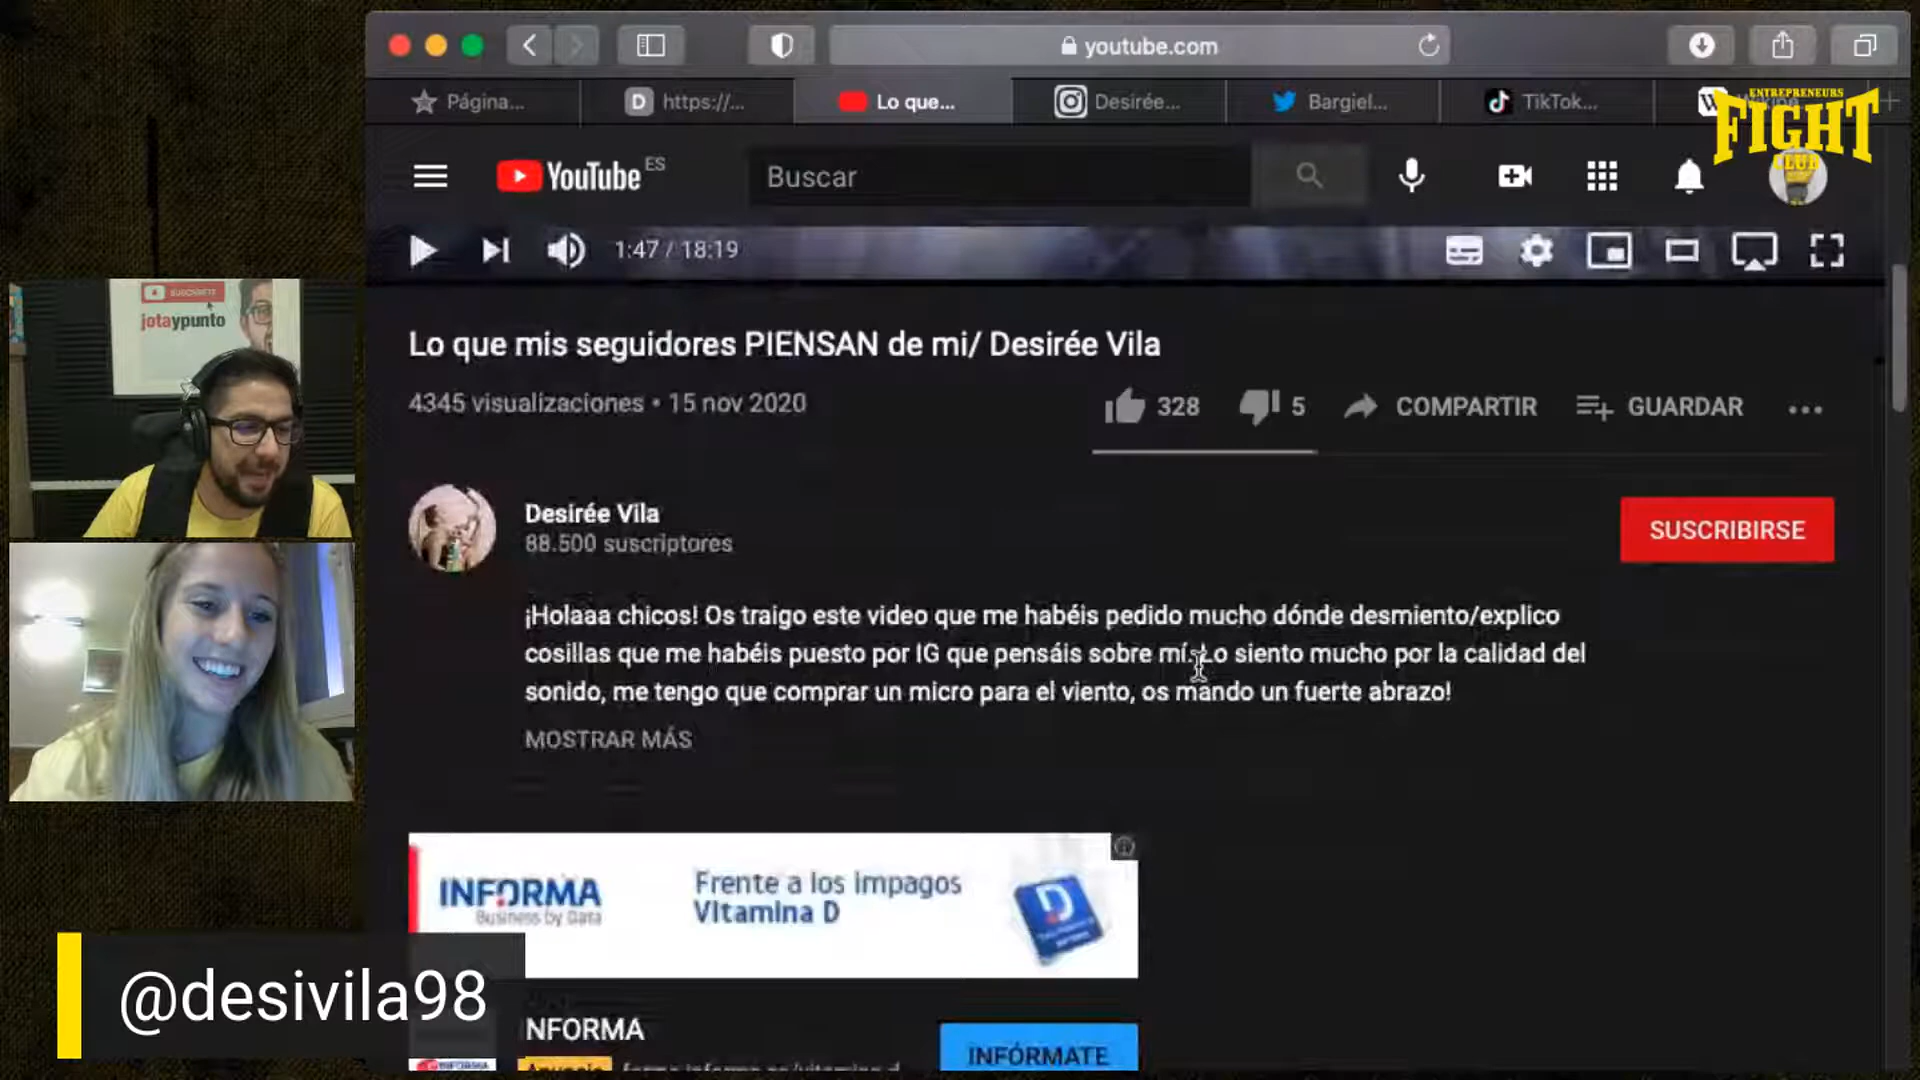 youtube.com
Página...
D https://...
Lo que...
Desirée...
Bargiel...
TikTok...
ENTREPRENEURS
FIGHT
CLUB
YouTube ES
Buscar
1:47 / 18:19
SUSCRÍBETE
jotaypunto
Lo que mis seguidores PIENSAN de mi/ Desirée Vila
4345 visualizaciones • 15 nov 2020
328
5
COMPARTIR
GUARDAR
Desirée Vila
88.500 suscriptores
SUSCRIBIRSE
¡Holaaa chicos! Os traigo este video que me habéis pedido mucho dónde desmiento/explico
cosillas que me habéis puesto por IG que pensáis sobre mí. Lo siento mucho por la calidad del
sonido, me tengo que comprar un micro para el viento, os mando un fuerte abrazo!
MOSTRAR MÁS
INFORMA
Business by Data
Frente a los Impagos
Vitamina D
D
@desivila98
NFORMA
INFÓRMATE
INFORMA
Anuncio